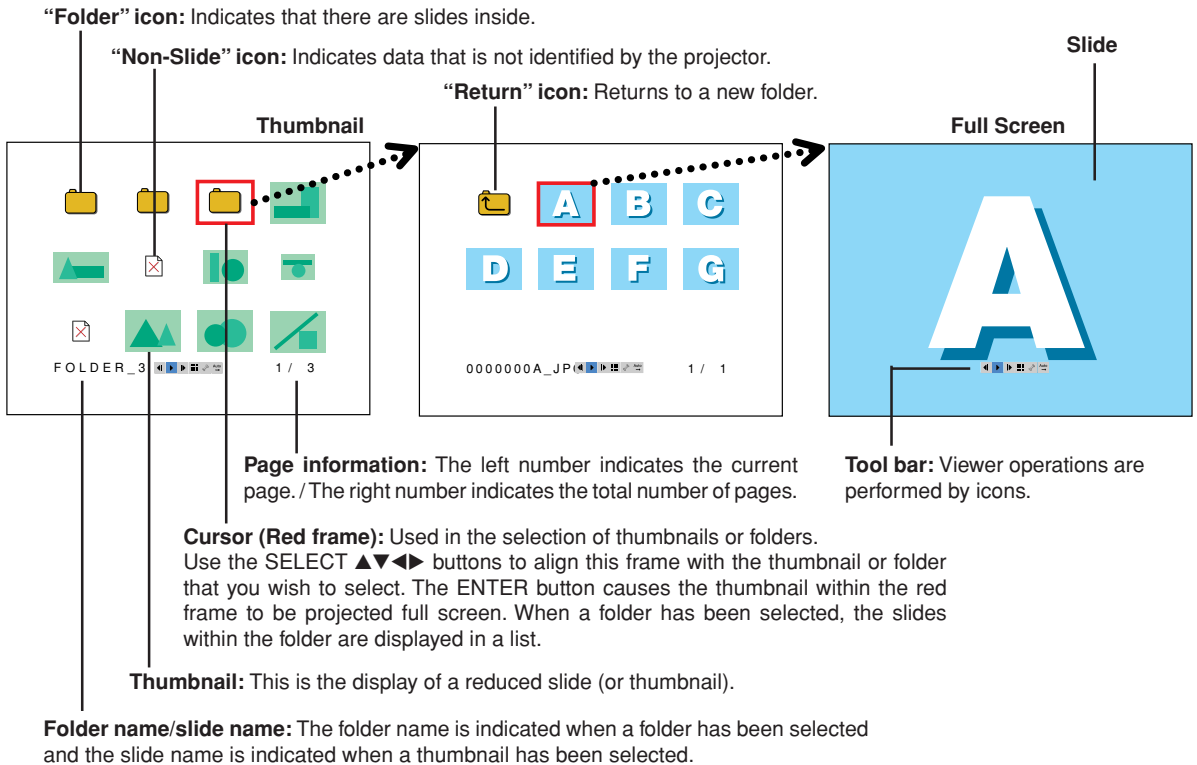 “Folder” icon: Indicates that there are slides inside.
“Non-Slide” icon: Indicates data that is not identified by the projector.
Slide
“Return” icon: Returns to a new folder.
Thumbnail
Full Screen
A B C
D E F G
A
FOLDER_3 Auto 1 / 3
0000000A_JP Auto 1 / 1
Auto
Page information: The left number indicates the current
page. / The right number indicates the total number of pages.
Tool bar: Viewer operations are
performed by icons.
Cursor (Red frame): Used in the selection of thumbnails or folders.
Use the SELECT ▲▼◀▶ buttons to align this frame with the thumbnail or folder
that you wish to select. The ENTER button causes the thumbnail within the red
frame to be projected full screen. When a folder has been selected, the slides
within the folder are displayed in a list.
Thumbnail: This is the display of a reduced slide (or thumbnail).
Folder name/slide name: The folder name is indicated when a folder has been selected
and the slide name is indicated when a thumbnail has been selected.